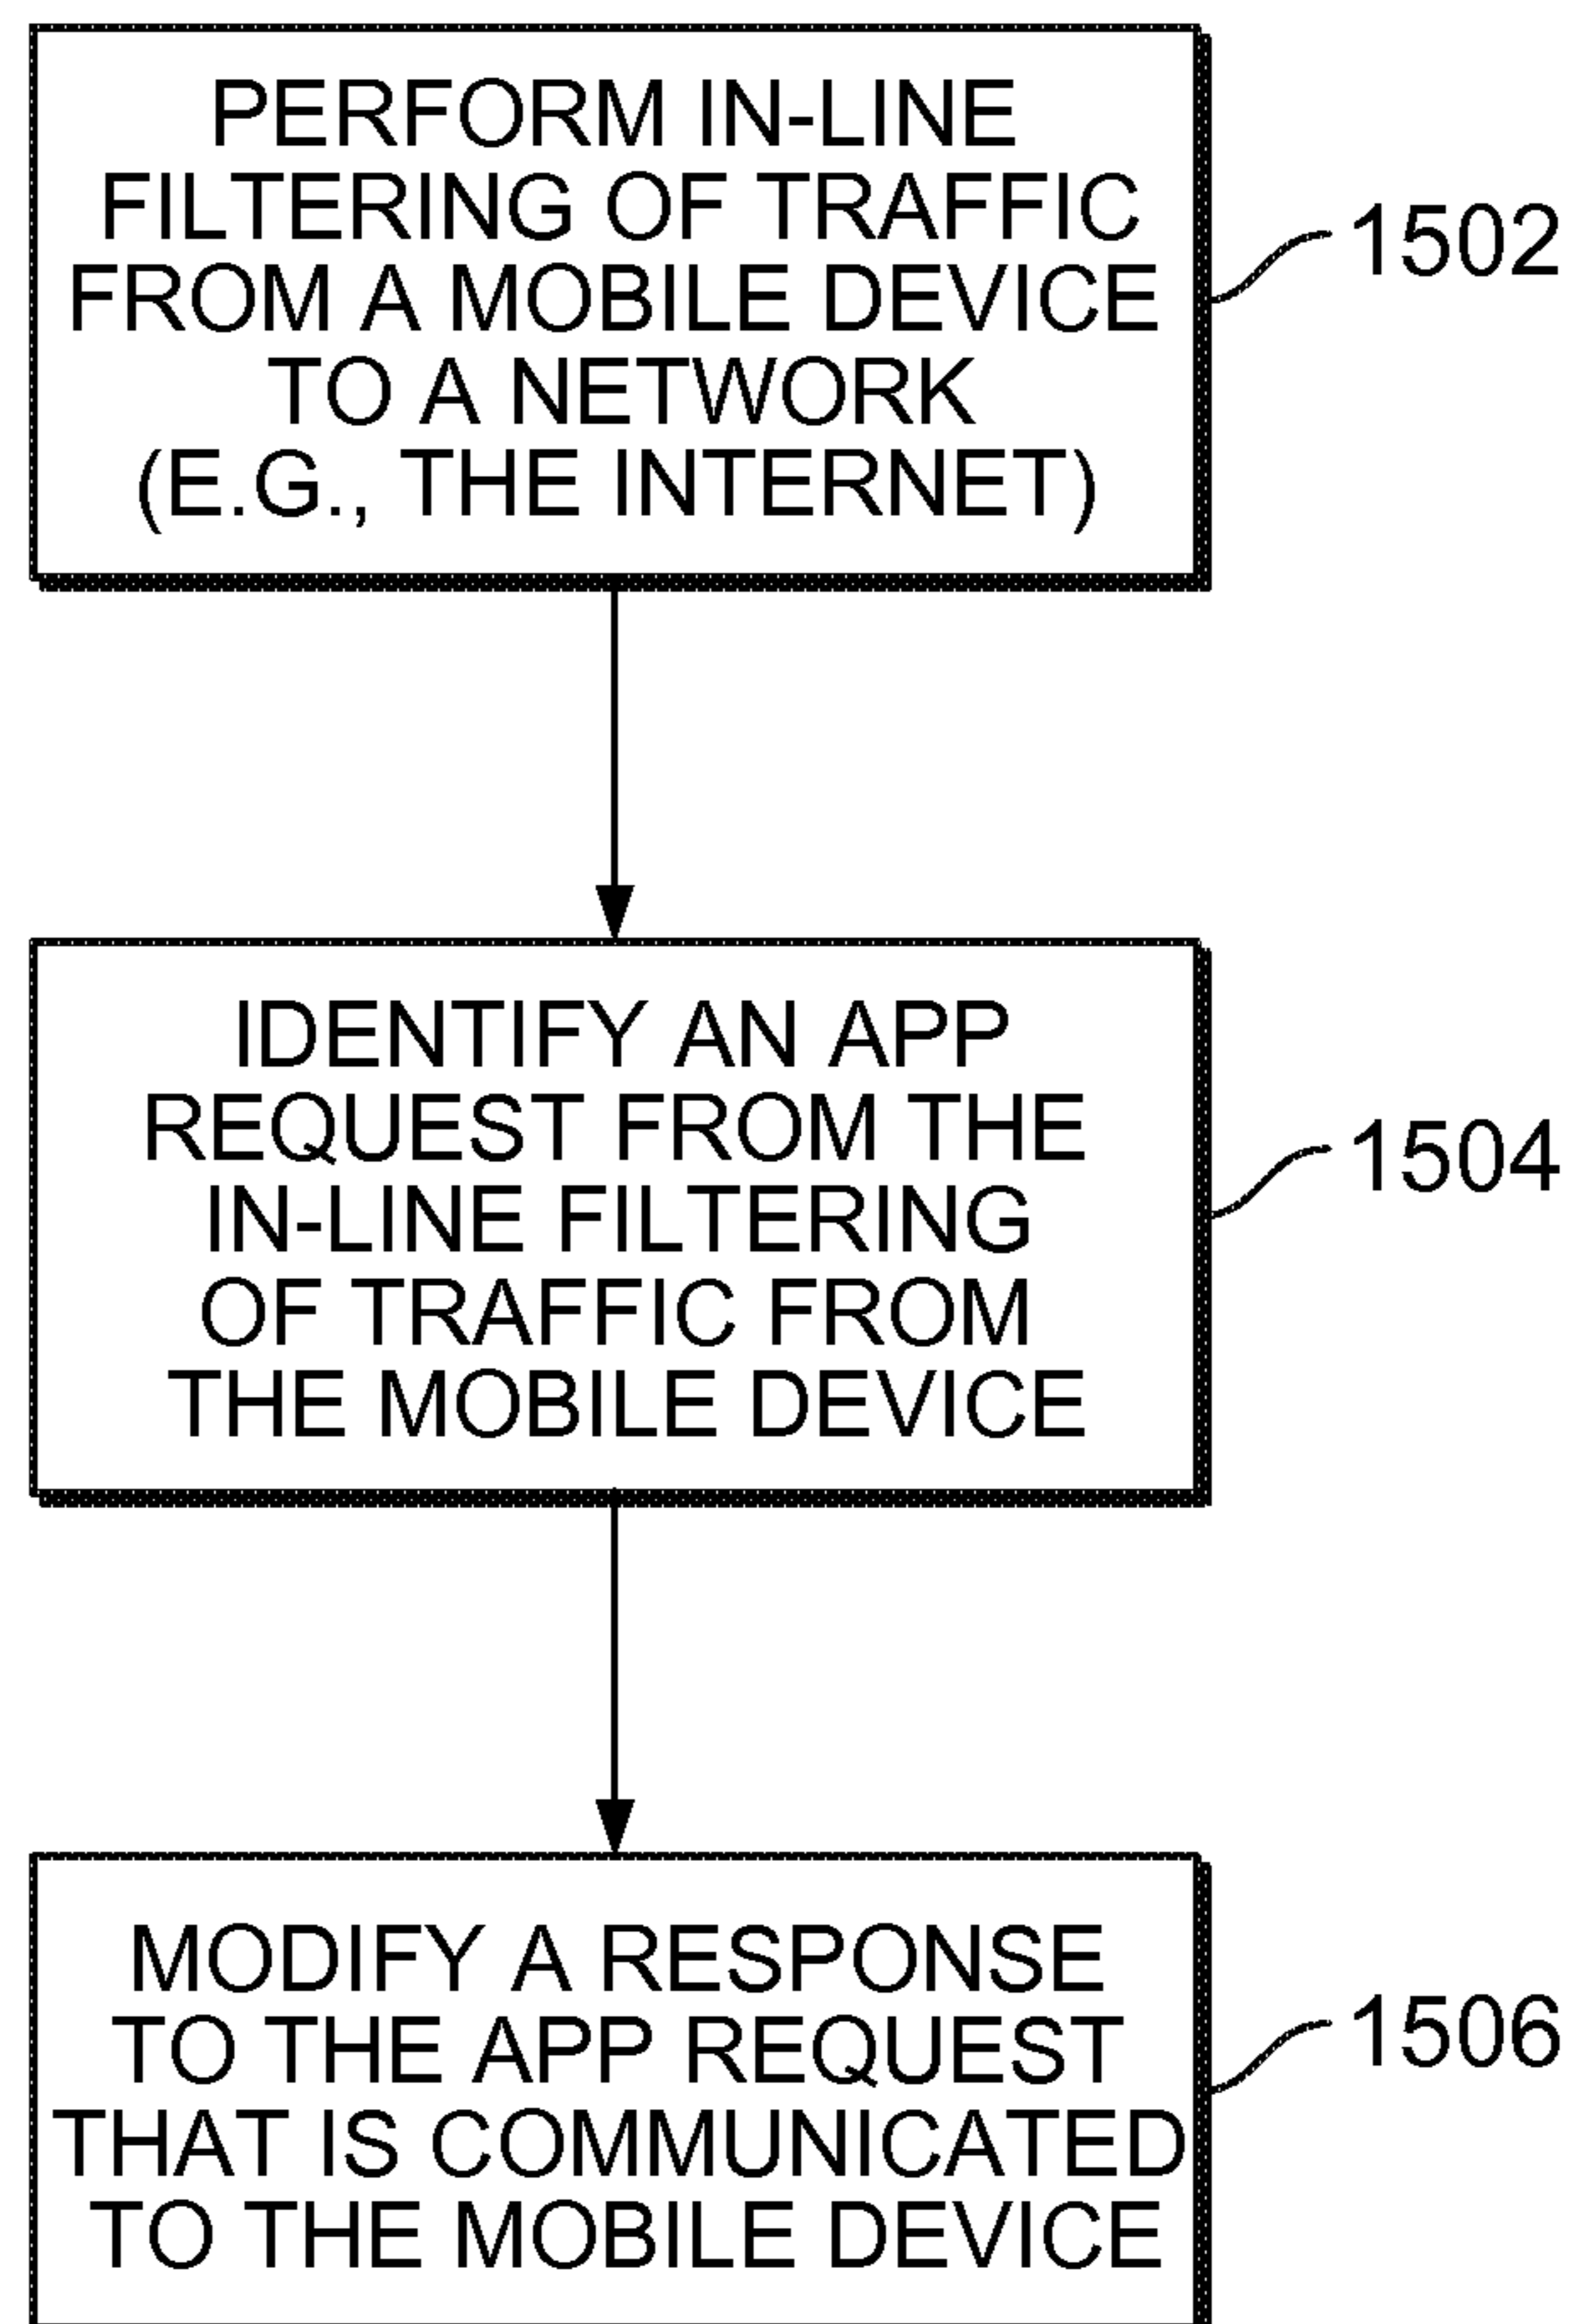 PERFORM IN-LINE
FILTERING OF TRAFFIC
FROM A MOBILE DEVICE
TO A NETWORK
(E.G., THE INTERNET)
1502
IDENTIFY AN APP
REQUEST FROM THE
IN-LINE FILTERING
OF TRAFFIC FROM
THE MOBILE DEVICE
1504
MODIFY A RESPONSE
TO THE APP REQUEST
THAT IS COMMUNICATED
TO THE MOBILE DEVICE
1506